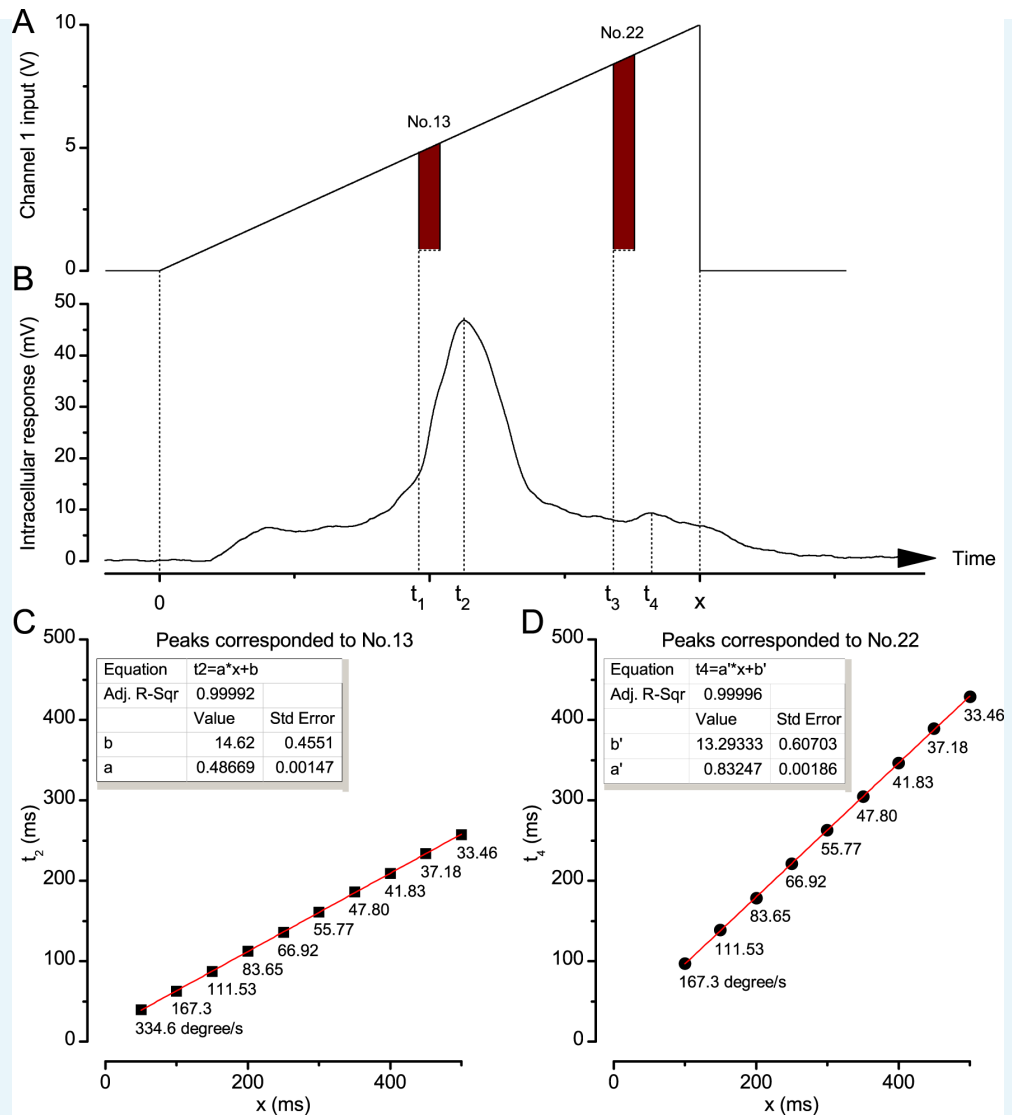 A
Channel 1 input (V)
10
5
0
No.13
No.22
B
Intracellular response (mV)
50
40
30
20
10
0
Time
0
t1
t2
t3
t4
x
C
Peaks corresponded to No.13
Equation t2=a*x+b
Adj. R-Sqr 0.99992
Value Std Error
b 14.62 0.4551
a 0.48669 0.00147
t2 (ms)
500
400
300
200
100
0
334.6 degree/s
167.3
111.53
83.65
66.92
55.77
47.80
41.83
37.18
33.46
0 200 400
x (ms)
D
Peaks corresponded to No.22
Equation t4=a'*x+b'
Adj. R-Sqr 0.99996
Value Std Error
b' 13.29333 0.60703
a' 0.83247 0.00186
t4 (ms)
500
400
300
200
100
0
167.3 degree/s
111.53
83.65
66.92
55.77
47.80
41.83
37.18
33.46
0 200 400
x (ms)